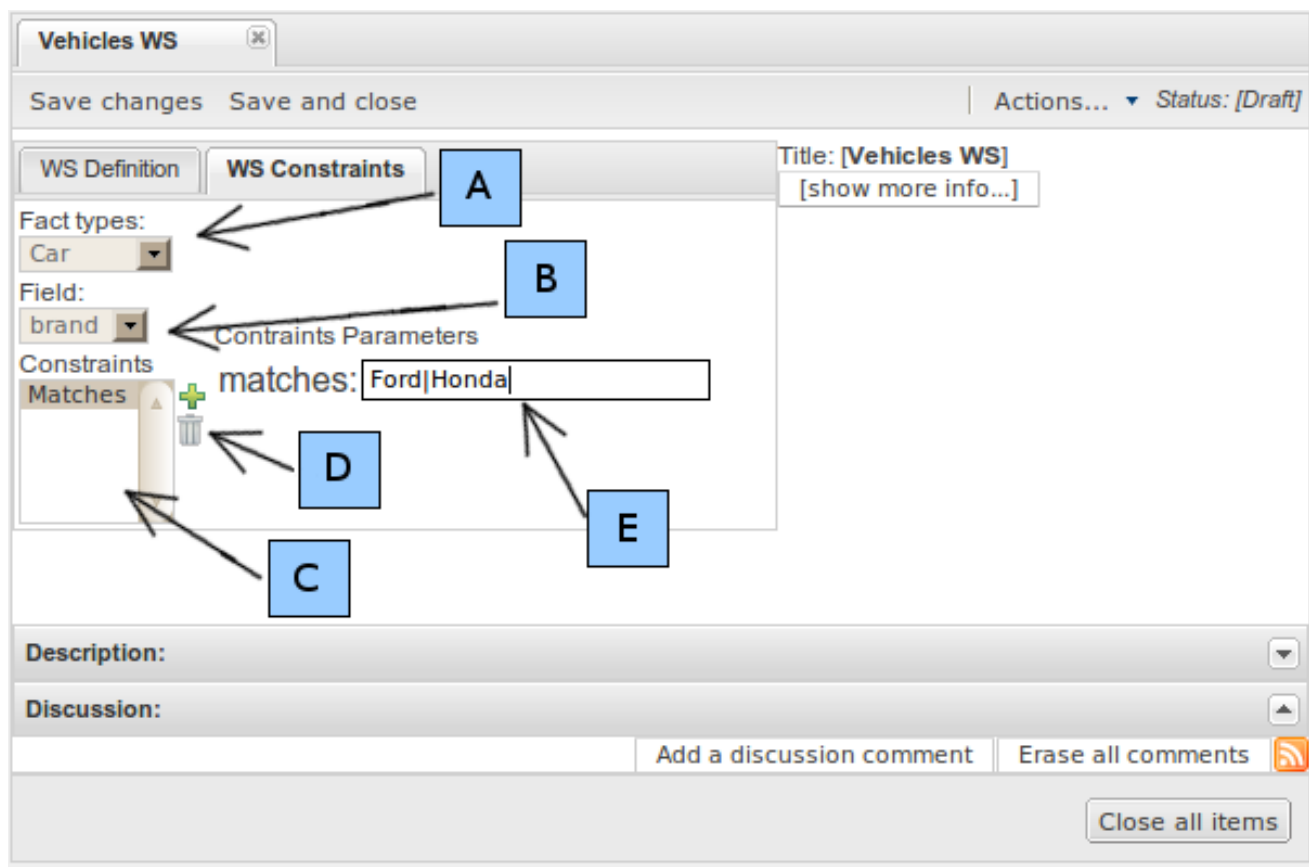 Vehicles WS
Save changes Save and close Actions... Status: [Draft]
WS Definition WS Constraints
Title: [Vehicles WS]
[show more info...]
A
Fact types:
Car
B
Field:
brand
Contraints Parameters
Constraints
Matches
matches: Ford|Honda
D
E
C
Description:
Discussion:
Add a discussion comment Erase all comments
Close all items